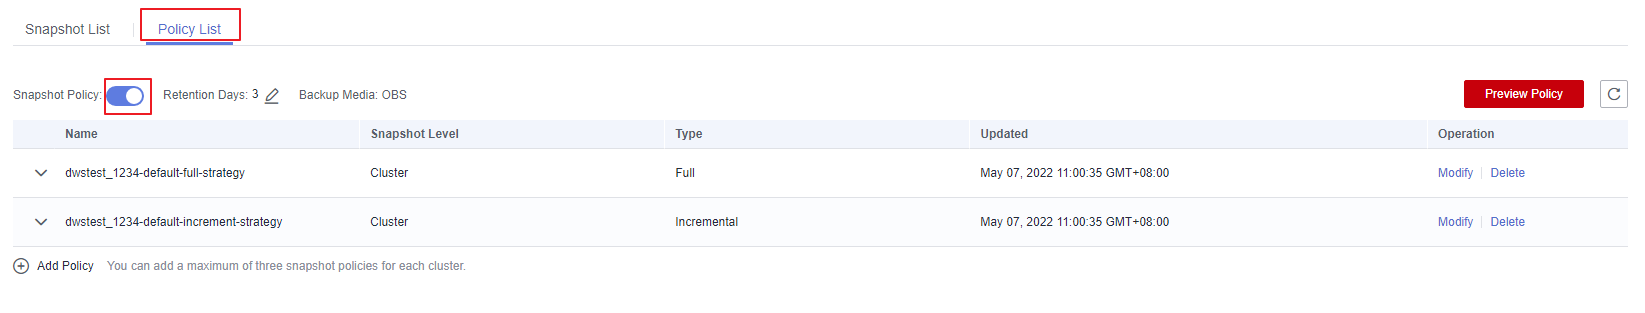 Snapshot List Policy List
Snapshot Policy: Retention Days: 3 Backup Media: OBS Preview Policy
Name Snapshot Level Type Updated Operation
dwstest_1234-default-full-strategy Cluster Full May 07, 2022 11:00:35 GMT+08:00 Modify Delete
dwstest_1234-default-increment-strategy Cluster Incremental May 07, 2022 11:00:35 GMT+08:00 Modify Delete
Add Policy You can add a maximum of three snapshot policies for each cluster.